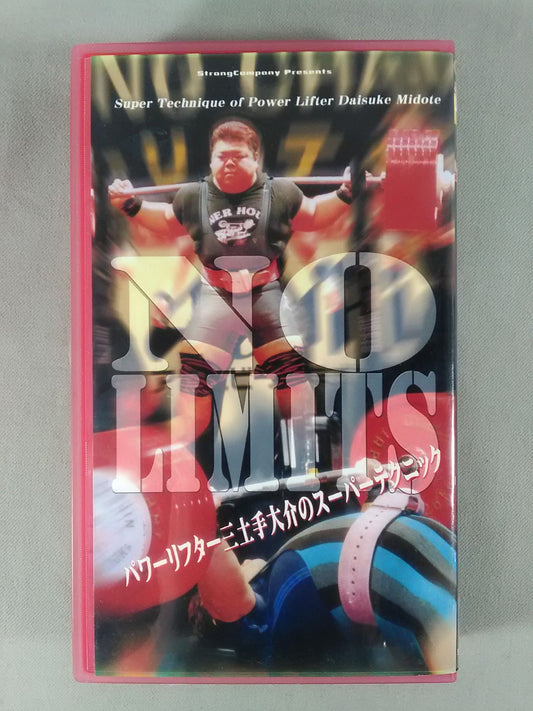 StrongCompany Presents
Super Technique of Power Lifter Daisuke Midote
NO
LIMITS
パワーリフター三土手大介のスーパーテクニック